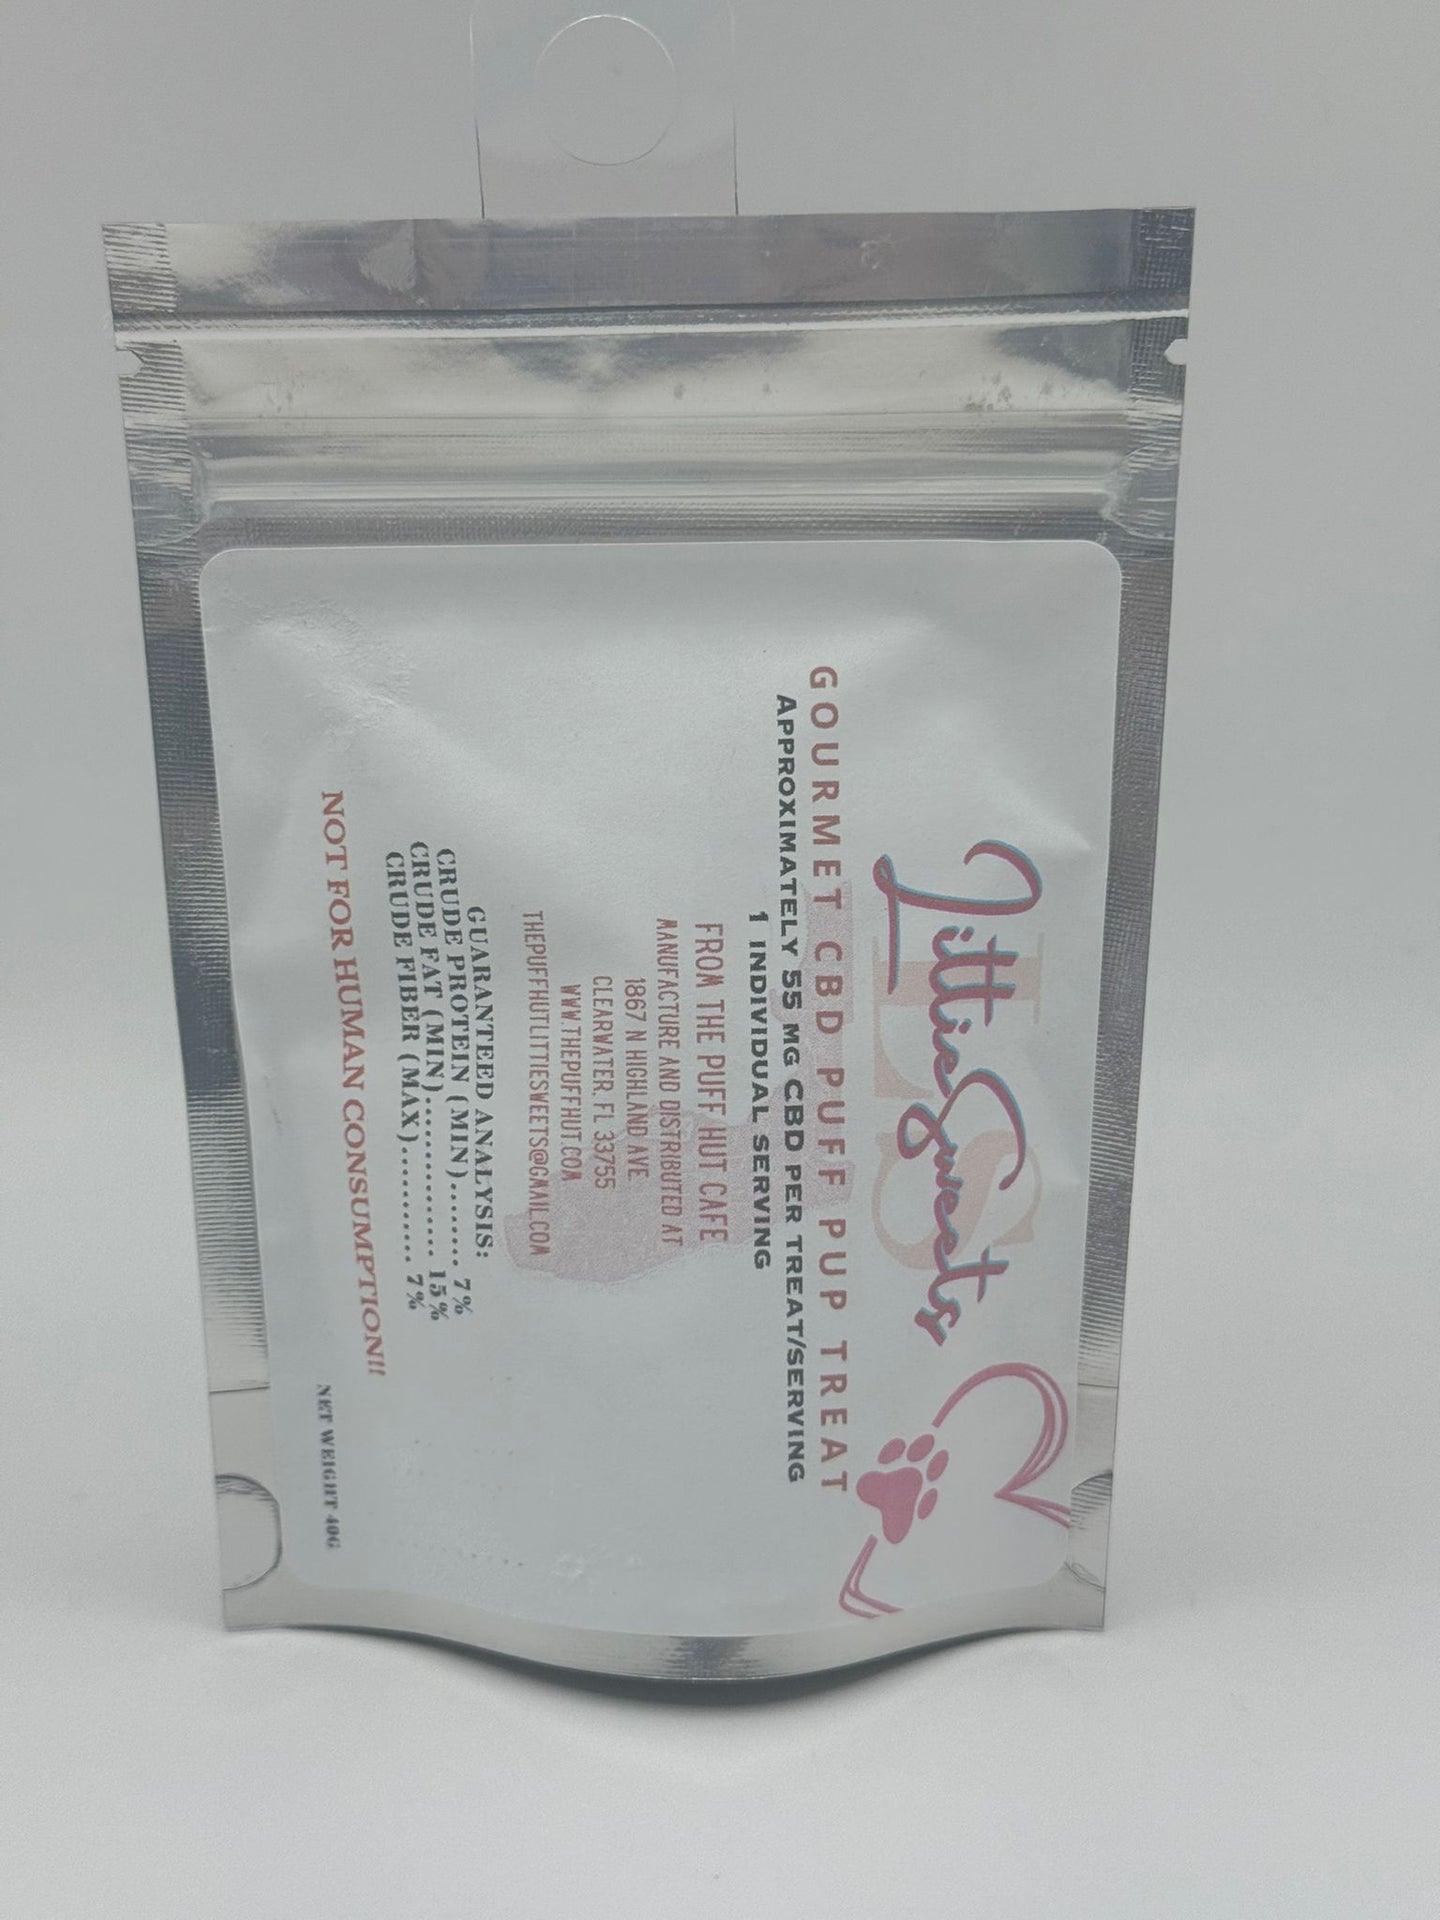 LS
LittieSweets
GOURMET CBD PUFF PUP TREAT
APPROXIMATELY 55 MG CBD PER TREAT/SERVING
1 INDIVIDUAL SERVING
FROM THE PUFF HUT CAFE
MANUFACTURE AND DISTRIBUTED AT
1867 N HIGHLAND AVE.
CLEARWATER, FL 33755
WWW.THEPUFFHUT.COM
THEPUFFHUTLITTIESWEETS@GMAIL.COM
GUARANTEED ANALYSIS:
CRUDE PROTEIN (MIN)........ 7%
CRUDE FAT (MIN)............... 15%
CRUDE FIBER (MAX).......... 7%
NOT FOR HUMAN CONSUMPTION!!
NET WEIGHT 40G